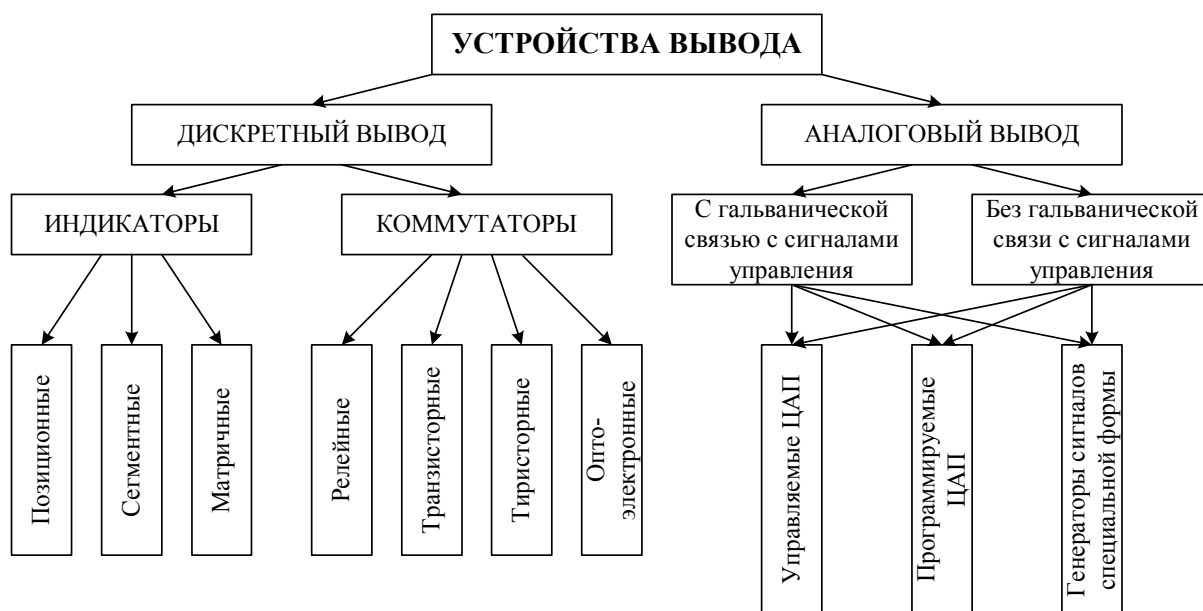 УСТРОЙСТВА ВЫВОДА
ДИСКРЕТНЫЙ ВЫВОД
АНАЛОГОВЫЙ ВЫВОД
ИНДИКАТОРЫ
КОММУТАТОРЫ
С гальванической
связью с сигналами
управления
Без гальванической
связи с сигналами
управления
Позиционные
Сегментные
Матричные
Релейные
Транзисторные
Тиристорные
Опто-
электронные
Управляемые ЦАП
Программируемые
ЦАП
Генераторы сигналов
специальной формы